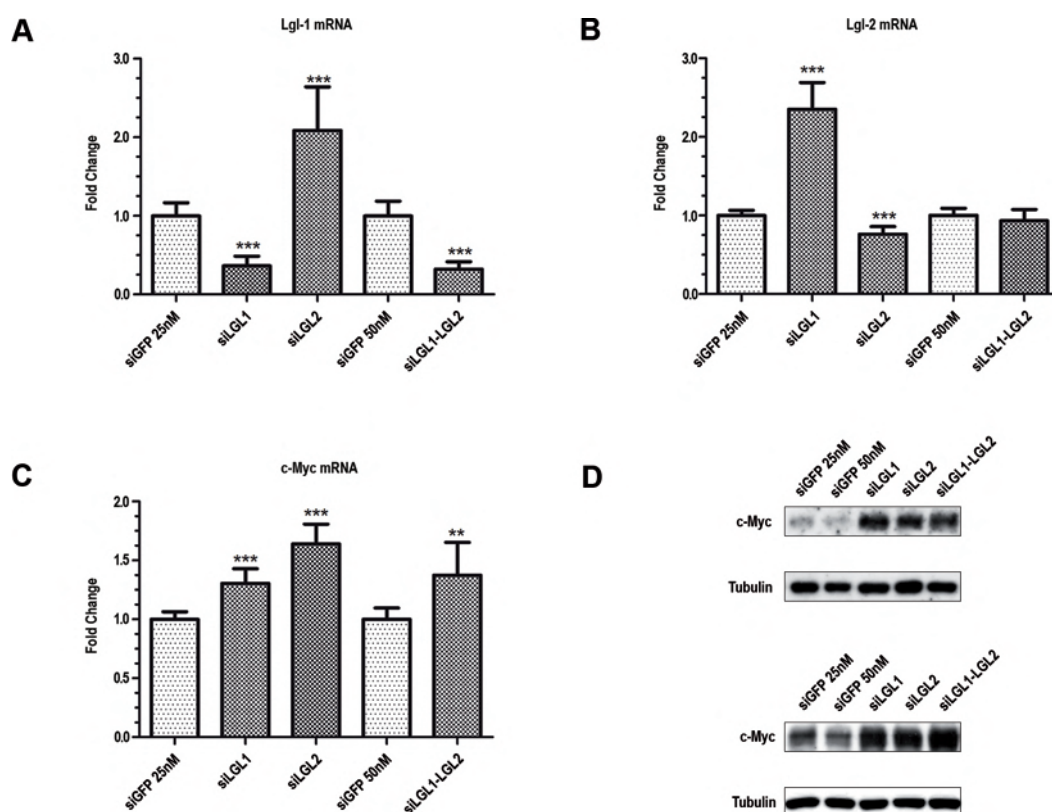 A
Lgl-1 mRNA
Fold Change
3.0
2.0
1.0
0.0
***
***
***
siGFP 25nM
siLGL1
siLGL2
siGFP 50nM
siLGL1-LGL2
B
Lgl-2 mRNA
Fold Change
3.0
2.0
1.0
0.0
***
***
siGFP 25nM
siLGL1
siLGL2
siGFP 50nM
siLGL1-LGL2
C
c-Myc mRNA
Fold Change
2.0
1.5
1.0
0.5
0.0
***
***
**
siGFP 25nM
siLGL1
siLGL2
siGFP 50nM
siLGL1-LGL2
D
siGFP 25nM
siGFP 50nM
siLGL1
siLGL2
siLGL1-LGL2
c-Myc
Tubulin
siGFP 25nM
siGFP 50nM
siLGL1
siLGL2
siLGL1-LGL2
c-Myc
Tubulin